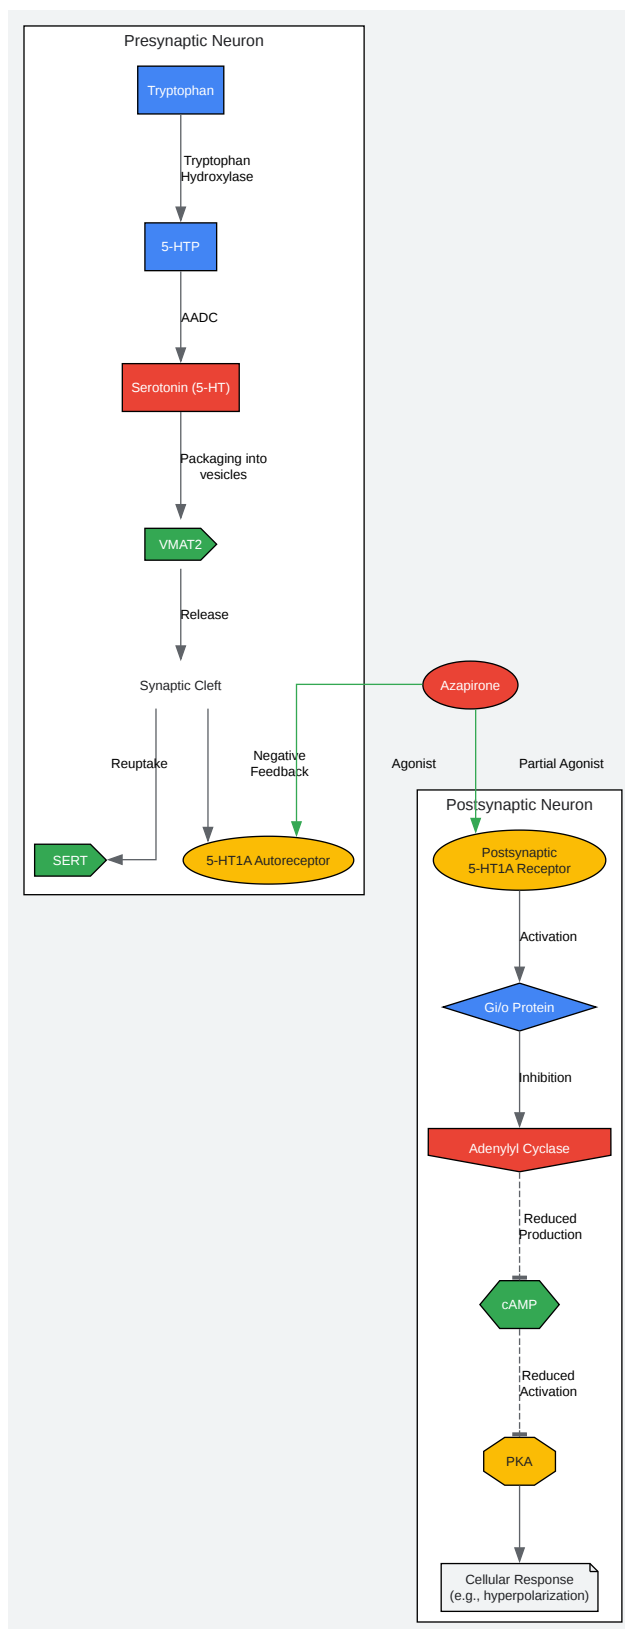 Presynaptic Neuron
Tryptophan
Tryptophan
Hydroxylase
5-HTP
AADC
Serotonin (5-HT)
Packaging into
vesicles
VMAT2
Release
Synaptic Cleft
Azapirone
Reuptake
Negative
Feedback
Agonist
Partial Agonist
SERT
5-HT1A Autoreceptor
Postsynaptic Neuron
Postsynaptic
5-HT1A Receptor
Activation
Gi/o Protein
Inhibition
Adenylyl Cyclase
Reduced
Production
cAMP
Reduced
Activation
PKA
Cellular Response
(e.g., hyperpolarization)